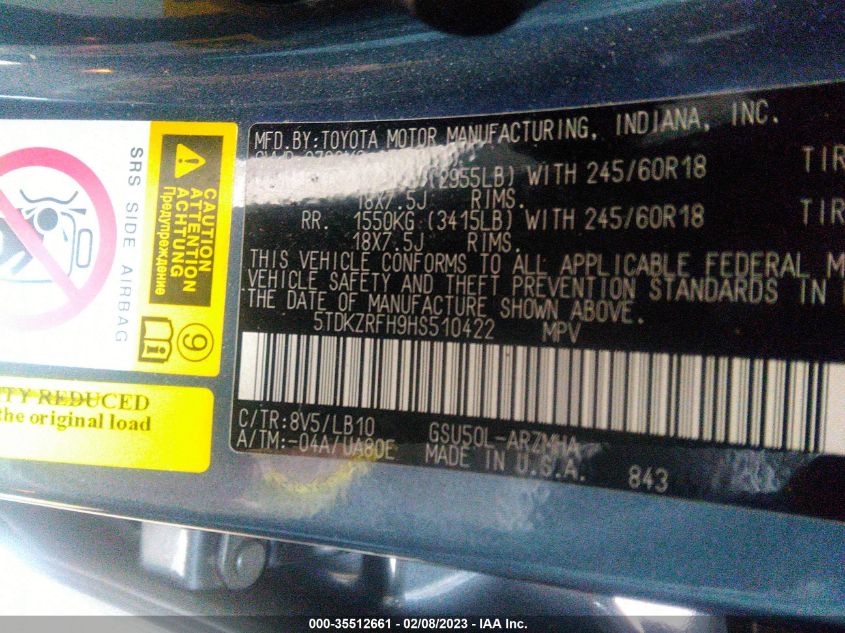 MFD.BY:TOYOTA MOTOR MANUFACTURING, INDIANA, INC.
(2955LB) WITH 245/60R18 TIR
18X7.5J RIMS.
RR. 1550KG (3415LB) WITH 245/60R18 TIR
18X7.5J RIMS.
THIS VEHICLE CONFORMS TO ALL APPLICABLE FEDERAL M
VEHICLE SAFETY AND THEFT PREVENTION STANDARDS IN
THE DATE OF MANUFACTURE SHOWN ABOVE.
5TDKZRFH9HS510422 MPV
C/TR:8V5/LB10 GSU50L-ARZMHA
A/TM:-04A/UA80E MADE IN U.S.A. 843
SRS SIDE AIRBAG
CAUTION
ATTENTION
ACHTUNG
Предупреждение
9
TY REDUCED
the original load
000-35512661 - 02/08/2023 - IAA Inc.